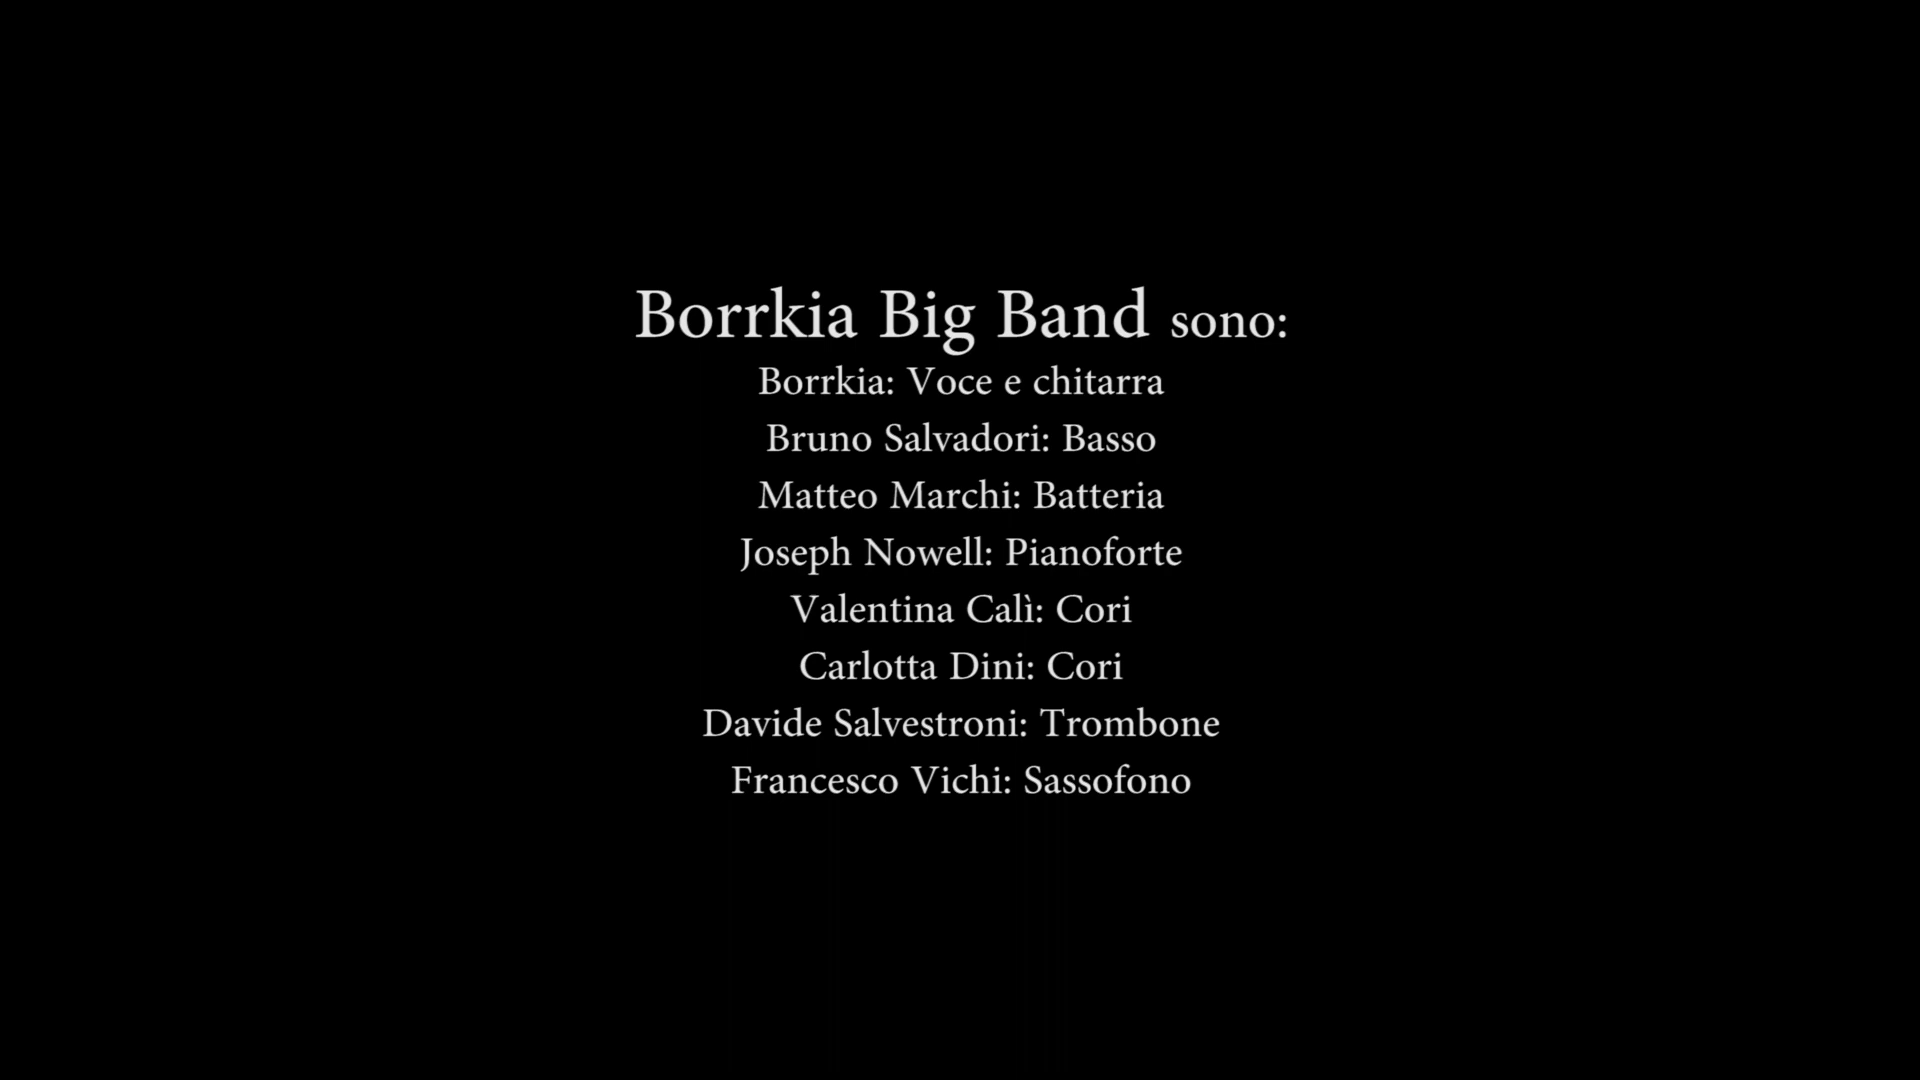 Borrkia Big Band sono:
Borrkia: Voce e chitarra
Bruno Salvadori: Basso
Matteo Marchi: Batteria
Joseph Nowell: Pianoforte
Valentina Calì: Cori
Carlotta Dini: Cori
Davide Salvestroni: Trombone
Francesco Vichi: Sassofono